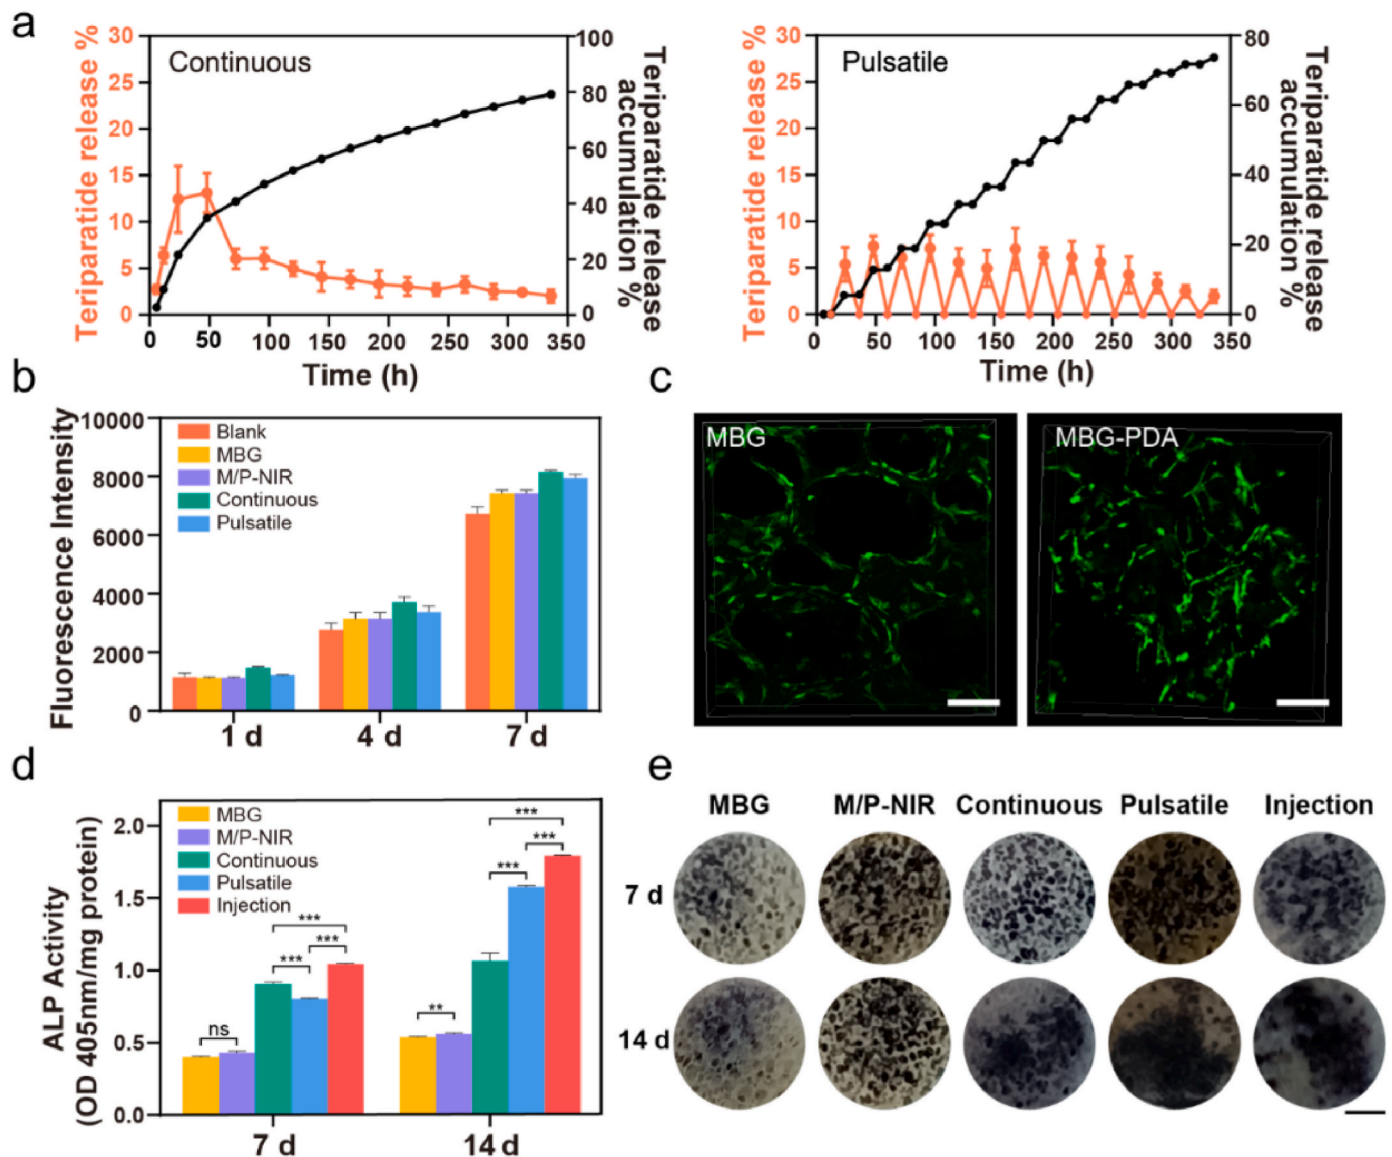 a
Continuous
Teriparatide release %
30
25
20
15
10
5
0
100
80
60
40
20
0
Teriparatide release
accumulation %
0 50 100 150 200 250 300 350
Time (h)
Pulsatile
Teriparatide release %
30
25
20
15
10
5
0
80
60
40
20
0
Teriparatide release
accumulation %
0 50 100 150 200 250 300 350
Time (h)
b
Fluorescence Intensity
10000
8000
6000
4000
2000
0
Blank
MBG
M/P-NIR
Continuous
Pulsatile
1 d 4 d 7 d
c
MBG
MBG-PDA
d
ALP Activity
(OD 405nm/mg protein)
2.0
1.5
1.0
0.5
0.0
MBG
M/P-NIR
Continuous
Pulsatile
Injection
ns
***
***
***
**
***
***
***
7 d 14 d
e
MBG M/P-NIR Continuous Pulsatile Injection
7 d
14 d